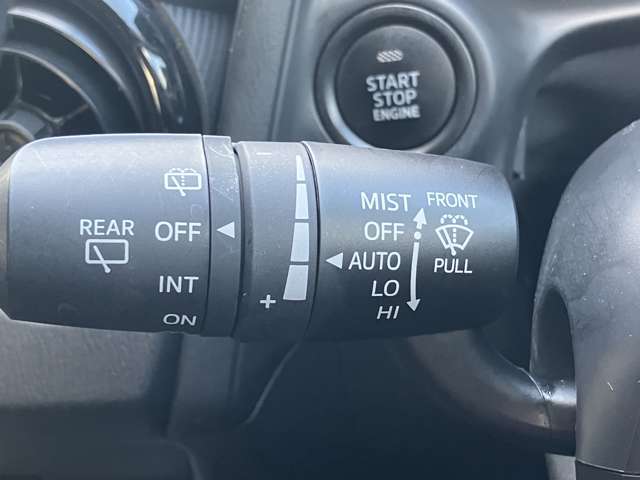 START
STOP
ENGINE
REAR
OFF
INT
ON
−
+
MIST
OFF
AUTO
LO
HI
FRONT
PULL